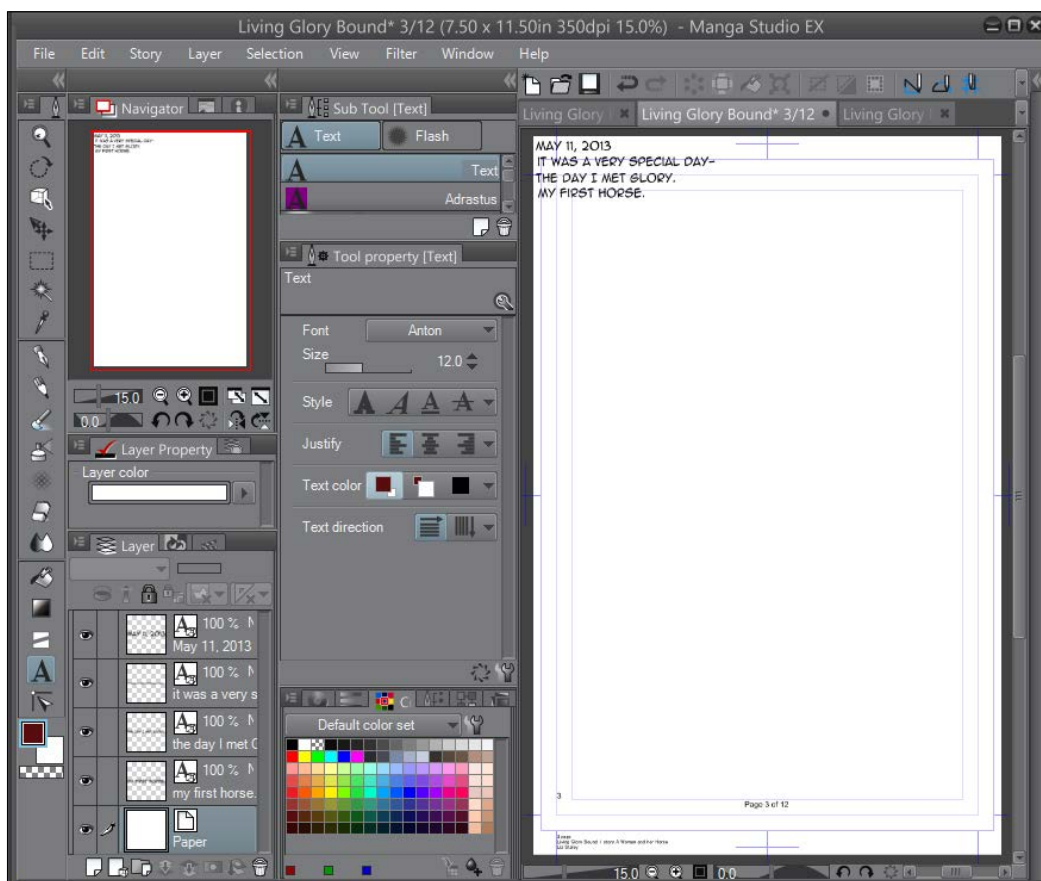 Living Glory Bound* 3/12 (7.50 x 11.50in 350dpi 15.0%) - Manga Studio EX
File Edit Story Layer Selection View Filter Window Help
Navigator
Sub Tool [Text]
Living Glory
Living Glory Bound* 3/12
Living Glory
Text
Flash
Text
Adrastus
Tool property [Text]
Text
Font Anton
Size 12.0
Style
Justify
Text color
Text direction
15.0
0.0
Layer Property
Layer color
Layer
100 % N
May 11, 2013
100 % N
it was a very s
100 % N
the day I met G
100 % N
my first horse.
Paper
Default color set
MAY 11, 2013
IT WAS A VERY SPECIAL DAY-
THE DAY I MET GLORY.
MY FIRST HORSE.
3
Page 3 of 12
15.0
0.0